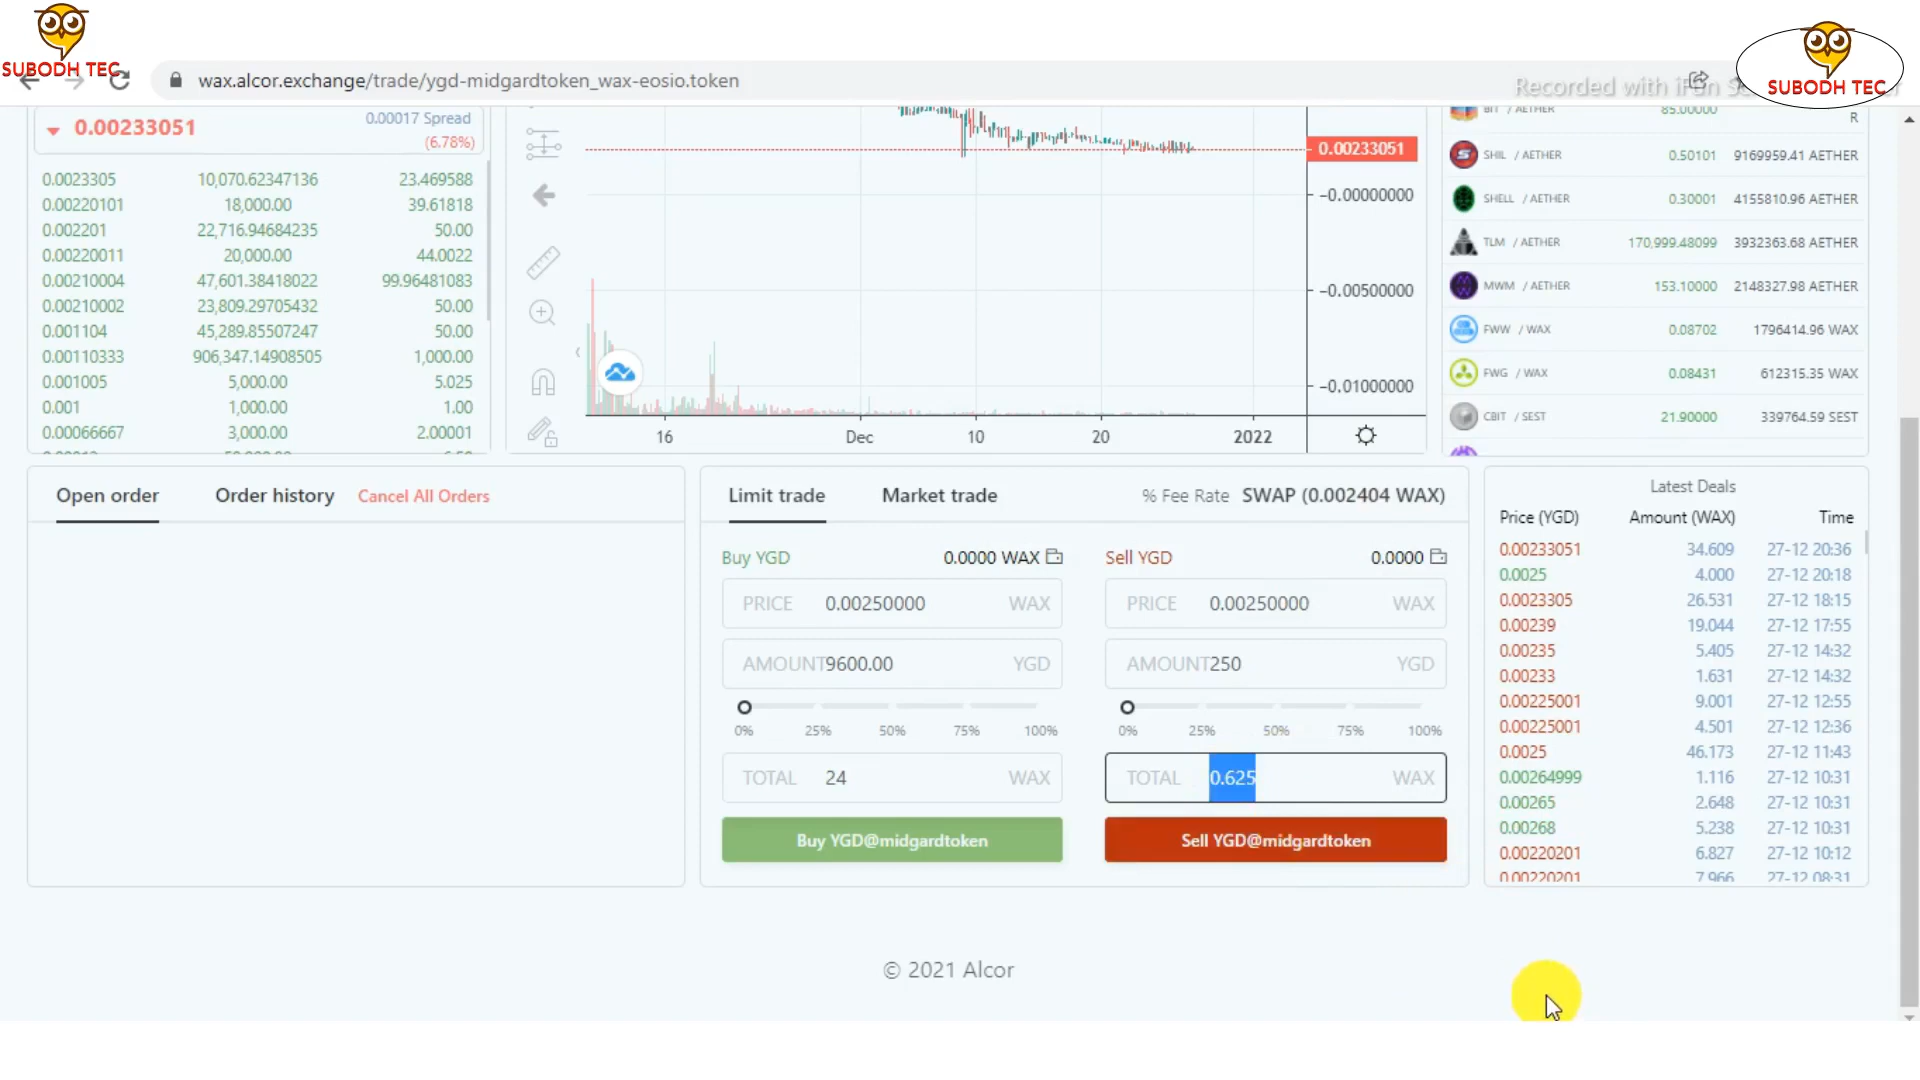 SUBODH TEC
wax.alcor.exchange/trade/ygd-midgardtoken_wax-eosio.token
Recorded with iFun
SUBODH TEC
0.00233051
0.00017 Spread
(6.78%)
0.0023305 10,070.62347136 23.469588
0.00220101 18,000.00 39.61818
0.002201 22,716.94684235 50.00
0.00220011 20,000.00 44.0022
0.00210004 47,601.38418022 99.96481083
0.00210002 23,809.29705432 50.00
0.001104 45,289.85507247 50.00
0.00110333 906,347.14908505 1,000.00
0.001005 5,000.00 5.025
0.001 1,000.00 1.00
0.00066667 3,000.00 2.00001
0.00233051
−0.00000000
−0.00500000
−0.01000000
16 Dec 10 20 2022
BIT / AETHER 85.00000 R
SHIL / AETHER 0.50101 9169959.41 AETHER
SHELL / AETHER 0.30001 4155810.96 AETHER
TLM / AETHER 170,999.48099 3932363.68 AETHER
MWM / AETHER 153.10000 2148327.98 AETHER
FWW / WAX 0.08702 1796414.96 WAX
FWG / WAX 0.08431 612315.35 WAX
CBIT / SEST 21.90000 339764.59 SEST
Open order Order history Cancel All Orders
Limit trade Market trade % Fee Rate SWAP (0.002404 WAX)
Buy YGD 0.0000 WAX
PRICE 0.00250000 WAX
AMOUNT 9600.00 YGD
0% 25% 50% 75% 100%
TOTAL 24 WAX
Buy YGD@midgardtoken
Sell YGD 0.0000
PRICE 0.00250000 WAX
AMOUNT 250 YGD
0% 25% 50% 75% 100%
TOTAL 0.625 WAX
Sell YGD@midgardtoken
Latest Deals
Price (YGD) Amount (WAX) Time
0.00233051 34.609 27-12 20:36
0.0025 4.000 27-12 20:18
0.0023305 26.531 27-12 18:15
0.00239 19.044 27-12 17:55
0.00235 5.405 27-12 14:32
0.00233 1.631 27-12 14:32
0.00225001 9.001 27-12 12:55
0.00225001 4.501 27-12 12:36
0.0025 46.173 27-12 11:43
0.00264999 1.116 27-12 10:31
0.00265 2.648 27-12 10:31
0.00268 5.238 27-12 10:31
0.00220201 6.827 27-12 10:12
0.00220201 7.966 27-12 08:31
© 2021 Alcor